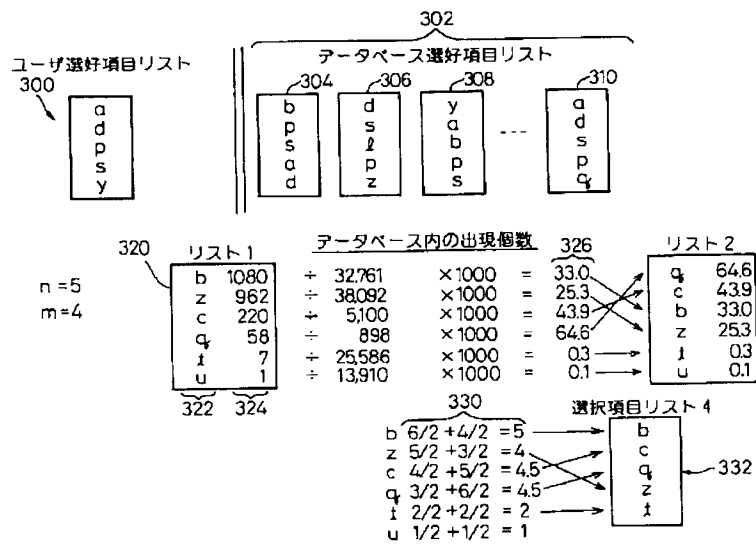 302
ユーザ選好項目リスト
データベース選好項目リスト
300
304
306
308
310
a
d
p
s
y
b
p
s
a
d
d
s
ℓ
p
z
y
a
b
p
s
----
a
d
s
p
q
320
リスト1
データベース内の出現個数
326
リスト2
n=5
m=4
b 1080 ÷ 32,761 ×1000 = 33.0
z 962 ÷ 38,092 ×1000 = 25.3
c 220 ÷ 5,100 ×1000 = 43.9
q 58 ÷ 898 ×1000 = 64.6
t 7 ÷ 25,586 ×1000 = 0.3
u 1 ÷ 13,910 ×1000 = 0.1
q 64.6
c 43.9
b 33.0
z 25.3
t 0.3
u 0.1
322
324
330
選択項目リスト4
b 6/2+4/2=5
z 5/2+3/2=4
c 4/2+5/2=4.5
q 3/2+6/2=4.5
t 2/2+2/2=2
u 1/2+1/2=1
b
c
q
z
t
332